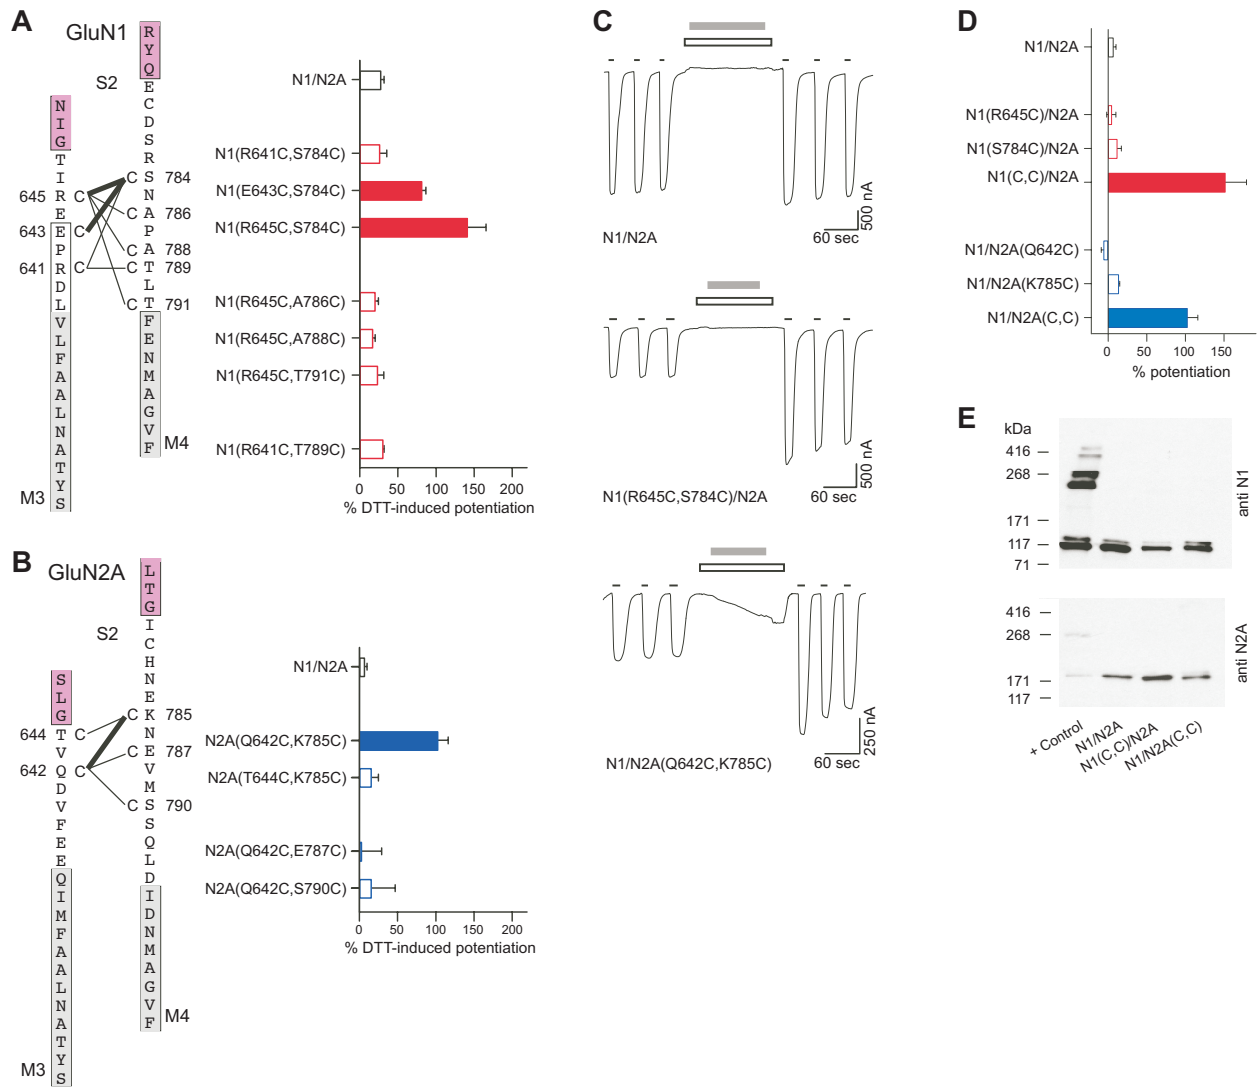 A
GluN1
S2
R
Y
Q
E
C
D
S
R
S
N
A
P
A
T
L
T
F
E
N
M
A
G
V
F
M4
N
I
G
T
I
R
E
E
P
R
D
L
V
L
F
A
A
L
N
A
T
Y
S
M3
645 C
643 C
641 C
C 784
C 786
C 788
C 789
C 791
N1/N2A
N1(R641C,S784C)
N1(E643C,S784C)
N1(R645C,S784C)
N1(R645C,A786C)
N1(R645C,A788C)
N1(R645C,T791C)
N1(R641C,T789C)
0 50 100 150 200
% DTT-induced potentiation
B
GluN2A
S2
L
T
G
I
C
H
N
E
K
N
E
V
M
S
S
Q
L
D
I
D
N
M
A
G
V
F
M4
S
L
G
T
V
Q
D
V
F
E
E
Q
I
M
F
A
A
L
N
A
T
Y
S
M3
644 C
642 C
C 785
C 787
C 790
N1/N2A
N2A(Q642C,K785C)
N2A(T644C,K785C)
N2A(Q642C,E787C)
N2A(Q642C,S790C)
0 50 100 150 200
% DTT-induced potentiation
C
500 nA
60 sec
N1/N2A
500 nA
60 sec
N1(R645C,S784C)/N2A
250 nA
60 sec
N1/N2A(Q642C,K785C)
D
N1/N2A
N1(R645C)/N2A
N1(S784C)/N2A
N1(C,C)/N2A
N1/N2A(Q642C)
N1/N2A(K785C)
N1/N2A(C,C)
0 50 100 150
% potentiation
E
kDa
416
268
171
117
71
anti N1
416
268
171
117
anti N2A
+ Control
N1/N2A
N1(C,C)/N2A
N1/N2A(C,C)